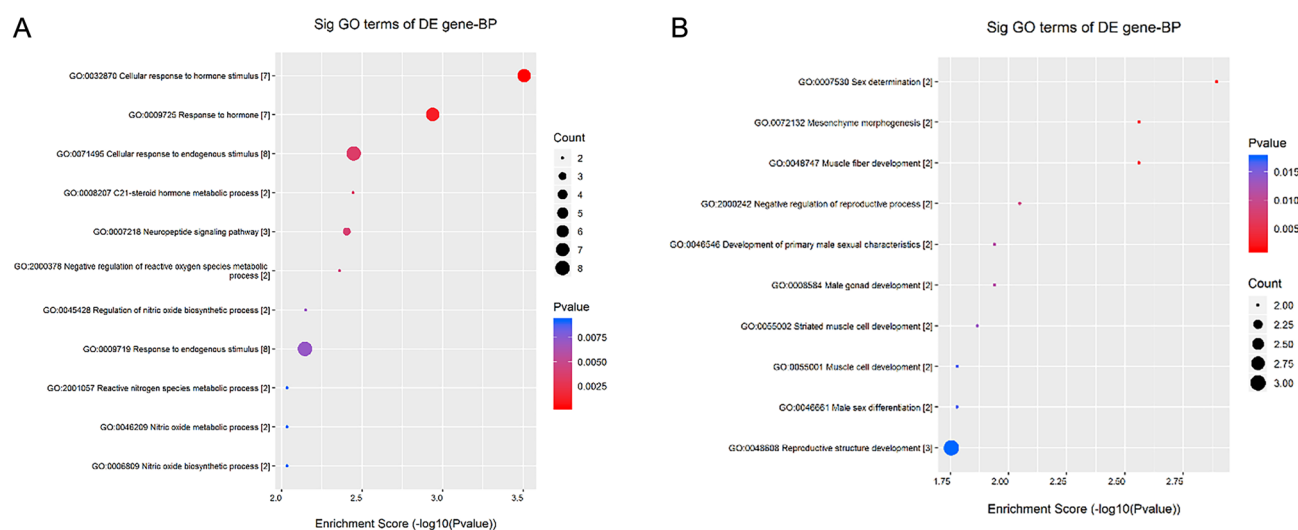 A
Sig GO terms of DE gene-BP
GO:0032870 Cellular response to hormone stimulus [7]
GO:0009725 Response to hormone [7]
GO:0071495 Cellular response to endogenous stimulus [8]
GO:0008207 C21-steroid hormone metabolic process [2]
GO:0007218 Neuropeptide signaling pathway [3]
GO:2000378 Negative regulation of reactive oxygen species metabolic
process [2]
GO:0045428 Regulation of nitric oxide biosynthetic process [2]
GO:0009719 Response to endogenous stimulus [8]
GO:2001057 Reactive nitrogen species metabolic process [2]
GO:0046209 Nitric oxide metabolic process [2]
GO:0006809 Nitric oxide biosynthetic process [2]
2.0 2.5 3.0 3.5
Enrichment Score (-log10(Pvalue))
Count
2
3
4
5
6
7
8
Pvalue
0.0075
0.0050
0.0025
B
Sig GO terms of DE gene-BP
GO:0007530 Sex determination [2]
GO:0072132 Mesenchyme morphogenesis [2]
GO:0048747 Muscle fiber development [2]
GO:2000242 Negative regulation of reproductive process [2]
GO:0046546 Development of primary male sexual characteristics [2]
GO:0008584 Male gonad development [2]
GO:0055002 Striated muscle cell development [2]
GO:0055001 Muscle cell development [2]
GO:0046661 Male sex differentiation [2]
GO:0048608 Reproductive structure development [3]
1.75 2.00 2.25 2.50 2.75
Enrichment Score (-log10(Pvalue))
Pvalue
0.015
0.010
0.005
Count
2.00
2.25
2.50
2.75
3.00